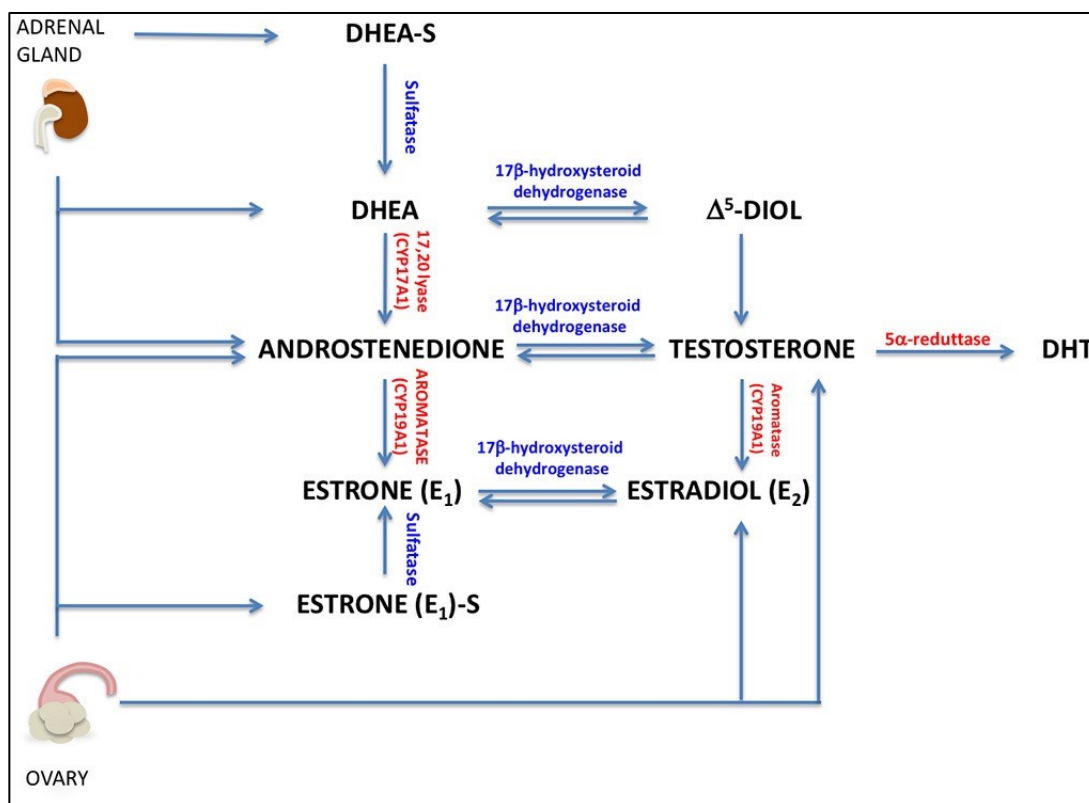 ADRENAL
GLAND
DHEA-S
Sulfatase
17β-hydroxysteroid
dehydrogenase
DHEA
Δ⁵-DIOL
17,20 lyase
(CYP17A1)
17β-hydroxysteroid
dehydrogenase
ANDROSTENEDIONE
TESTOSTERONE
5α-reduttase
DHT
AROMATASE
(CYP19A1)
Aromatase
(CYP19A1)
17β-hydroxysteroid
dehydrogenase
ESTRONE (E₁)
ESTRADIOL (E₂)
Sulfatase
ESTRONE (E₁)-S
OVARY